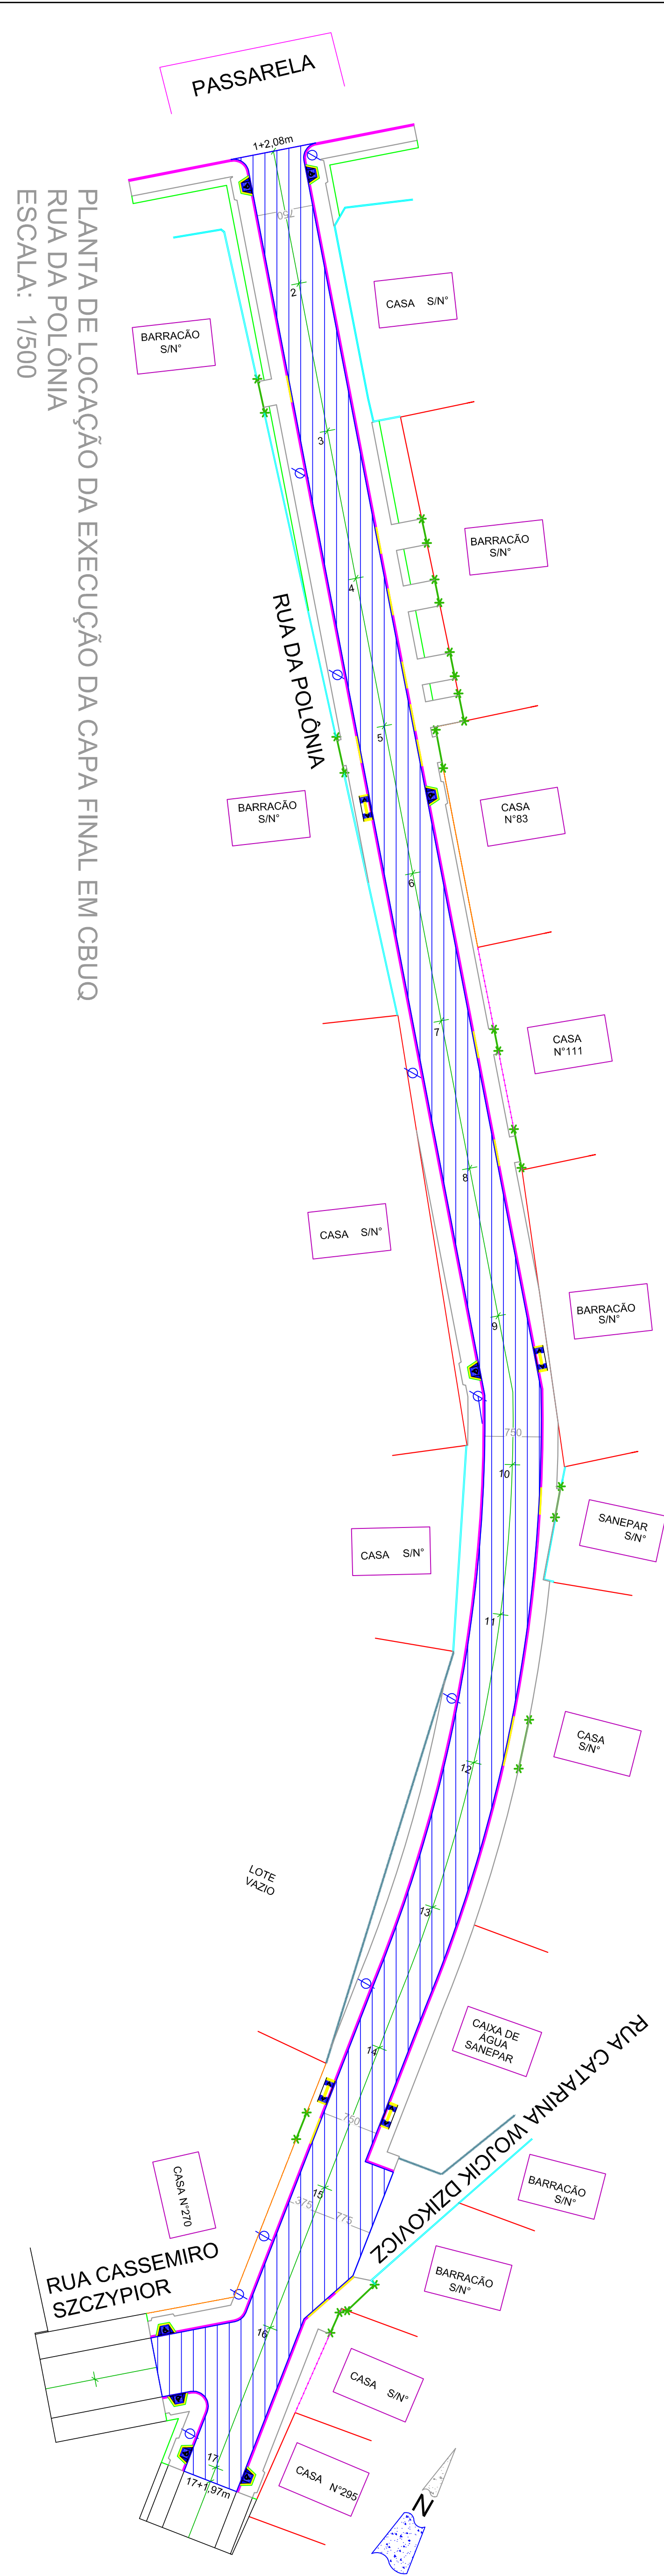 PASSARELA
1+2,08m
PLANTA DE LOCAÇÃO DA EXECUÇÃO DA CAPA FINAL EM CBUQ
RUA DA POLÔNIA
ESCALA: 1/500
750
2
CASA S/N°
BARRACÃO
S/N°
3
BARRACÃO
S/N°
4
RUA DA POLÔNIA
5
BARRACÃO
S/N°
CASA
N°83
6
7
CASA
N°111
8
CASA S/N°
BARRACÃO
S/N°
9
750
10
SANEPAR
S/N°
CASA S/N°
11
CASA
S/N°
12
LOTE
VAZIO
13
CAIXA DE
ÁGUA
SANEPAR
14
RUA CATARINA WOJCIK DZIKOVICZ
750
BARRACÃO
S/N°
CASA N°270
15
375
775
RUA CASSEMIRO
SZCZYPIOR
BARRACÃO
S/N°
16
CASA S/N°
17
17+1,97m
CASA N°295
N